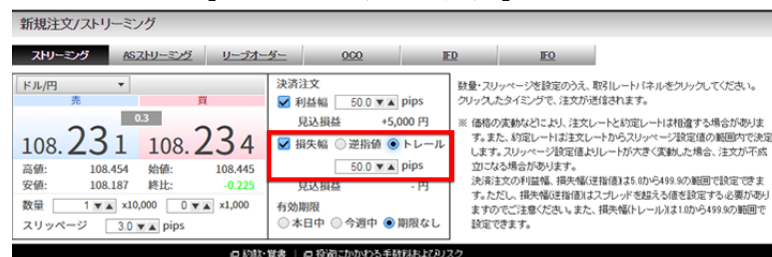 新規注文/ストリーミング
ストリーミング ASストリーミング リーブオーダー OCO IFD IFO
ドル/円
売 買
0.3
108.231 108.234
高値: 108.454 始値: 108.445
安値: 108.187 終比: -0.225
数量 1 x10,000 0 x1,000
スリッページ 3.0 pips
決済注文
利益幅 50.0 pips
見込損益 +5,000 円
損失幅 逆指値 トレール
50.0 pips
見込損益 - 円
有効期限
本日中 今週中 期限なし
数量・スリッページを設定のうえ、取引レートパネルをクリックしてください。
クリックしたタイミングで、注文が送信されます。
※ 価格の変動などにより、注文レートと約定レートは相違する場合がありま
す。また、約定レートは注文レートからスリッページ設定値の範囲内で決定
します。スリッページ設定値よりレートが大きく変動した場合、注文が不成
立になる場合があります。
決済注文の利益幅、損失幅(逆指値)は5.0から499.9の範囲で設定できま
す。ただし、損失幅(逆指値)はスプレッドを超える値を設定する必要があり
ますのでご注意ください。また、損失幅(トレール)は1.0から499.9の範囲で
設定できます。
約款・覚書 投資にかかわる手数料およびリスク